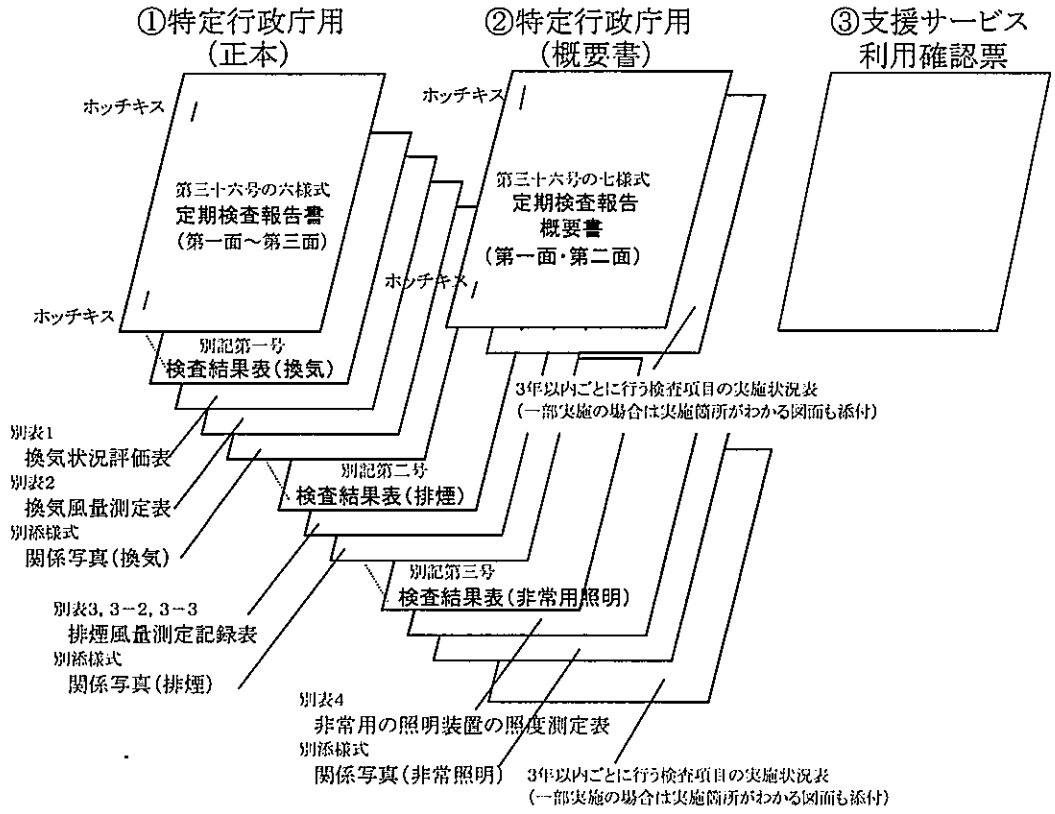 ①特定行政庁用
(正本)
②特定行政庁用
(概要書)
③支援サービス
利用確認票
ホッチキス
ホッチキス
第三十六号の六様式
定期検査報告書
(第一面～第三面)
第三十六号の七様式
定期検査報告
概要書
(第一面・第二面)
ホッチキス
ホッチキス
別記第一号
検査結果表(換気)
3年以内ごとに行う検査項目の実施状況表
(一部実施の場合は実施箇所がわかる図面も添付)
別表1
換気状況評価表
別表2
換気風量測定表
別添様式
関係写真(換気)
別記第二号
検査結果表(排煙)
別記第三号
検査結果表(非常用照明)
別表3，3－2，3－3
排煙風量測定記録表
別添様式
関係写真(排煙)
別表4
非常用の照明装置の照度測定表
別添様式
関係写真(非常照明)
3年以内ごとに行う検査項目の実施状況表
(一部実施の場合は実施箇所がわかる図面も添付)